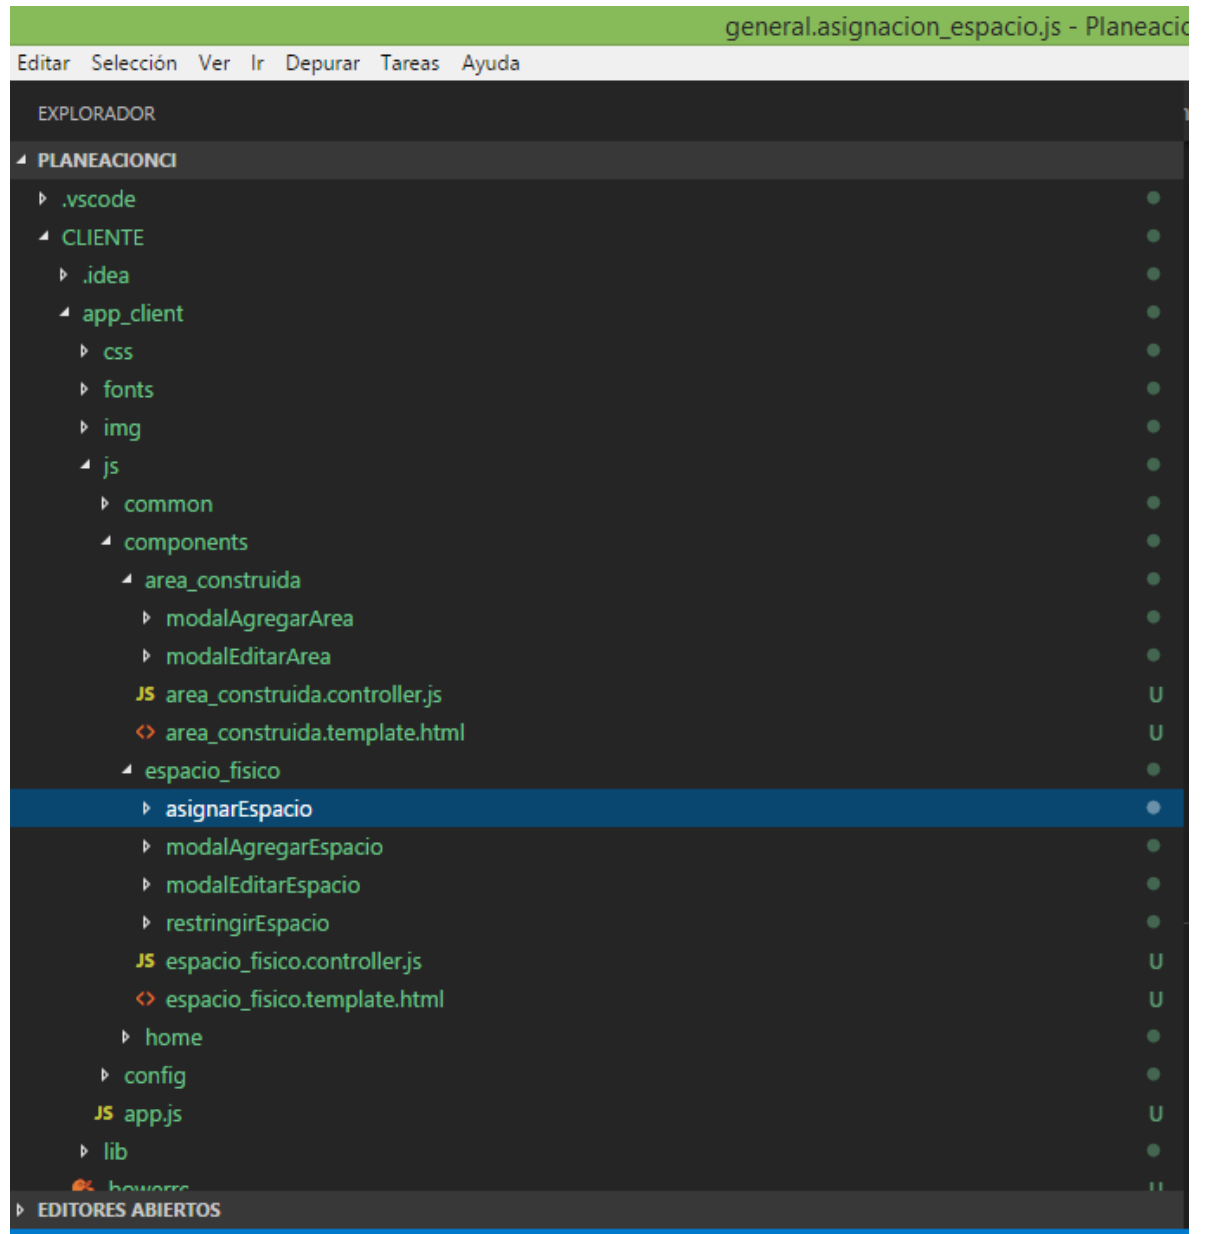 general.asignacion_espacio.js - Planeacio
Editar Selección Ver Ir Depurar Tareas Ayuda
EXPLORADOR
PLANEACIONCI
.vscode
CLIENTE
.idea
app_client
css
fonts
img
js
common
components
area_construida
modalAgregarArea
modalEditarArea
JS area_construida.controller.js U
<> area_construida.template.html U
espacio_fisico
asignarEspacio
modalAgregarEspacio
modalEditarEspacio
restringirEspacio
JS espacio_fisico.controller.js U
<> espacio_fisico.template.html U
home
config
JS app.js U
lib
.bowerrc U
EDITORES ABIERTOS